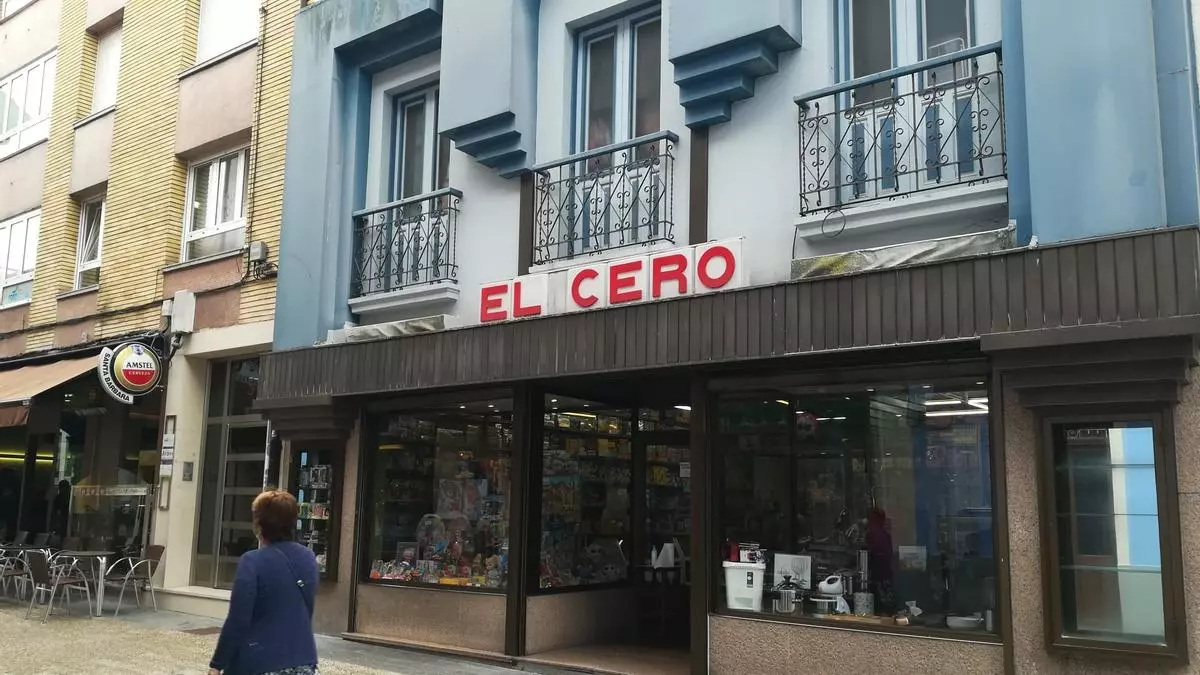 EL CERO
AMSTEL
CERVEZA
SANTA BARBARA